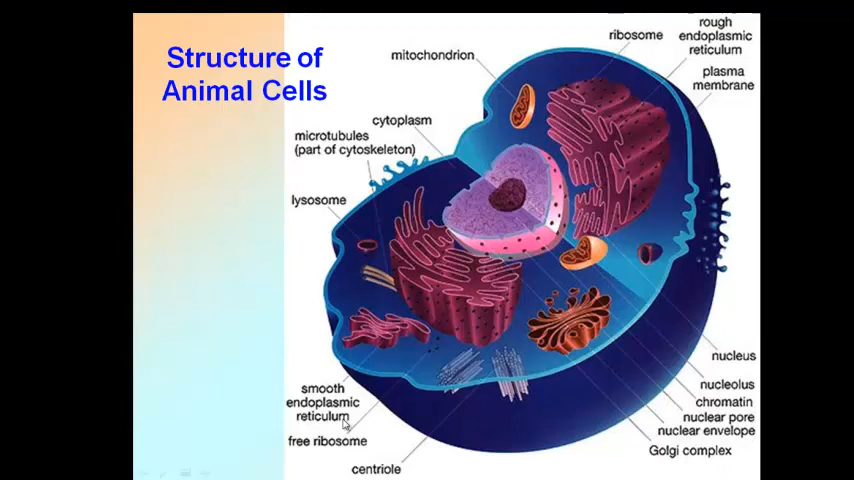 Structure of
Animal Cells
mitochondrion
ribosome
rough
endoplasmic
reticulum
plasma
membrane
cytoplasm
microtubules
(part of cytoskeleton)
lysosome
smooth
endoplasmic
reticulum
free ribosome
centriole
nucleus
nucleolus
chromatin
nuclear pore
nuclear envelope
Golgi complex